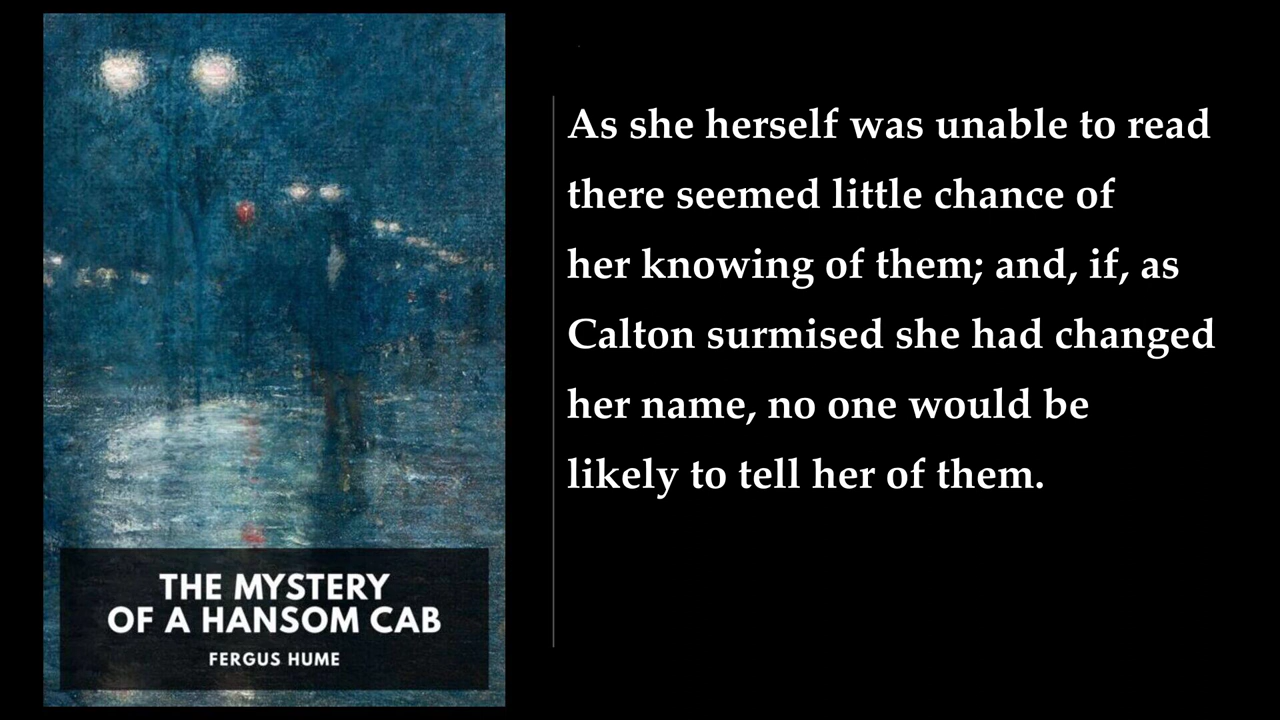 As she herself was unable to read
there seemed little chance of
her knowing of them; and, if, as
Calton surmised she had changed
her name, no one would be
likely to tell her of them.
THE MYSTERY
OF A HANSOM CAB
FERGUS HUME